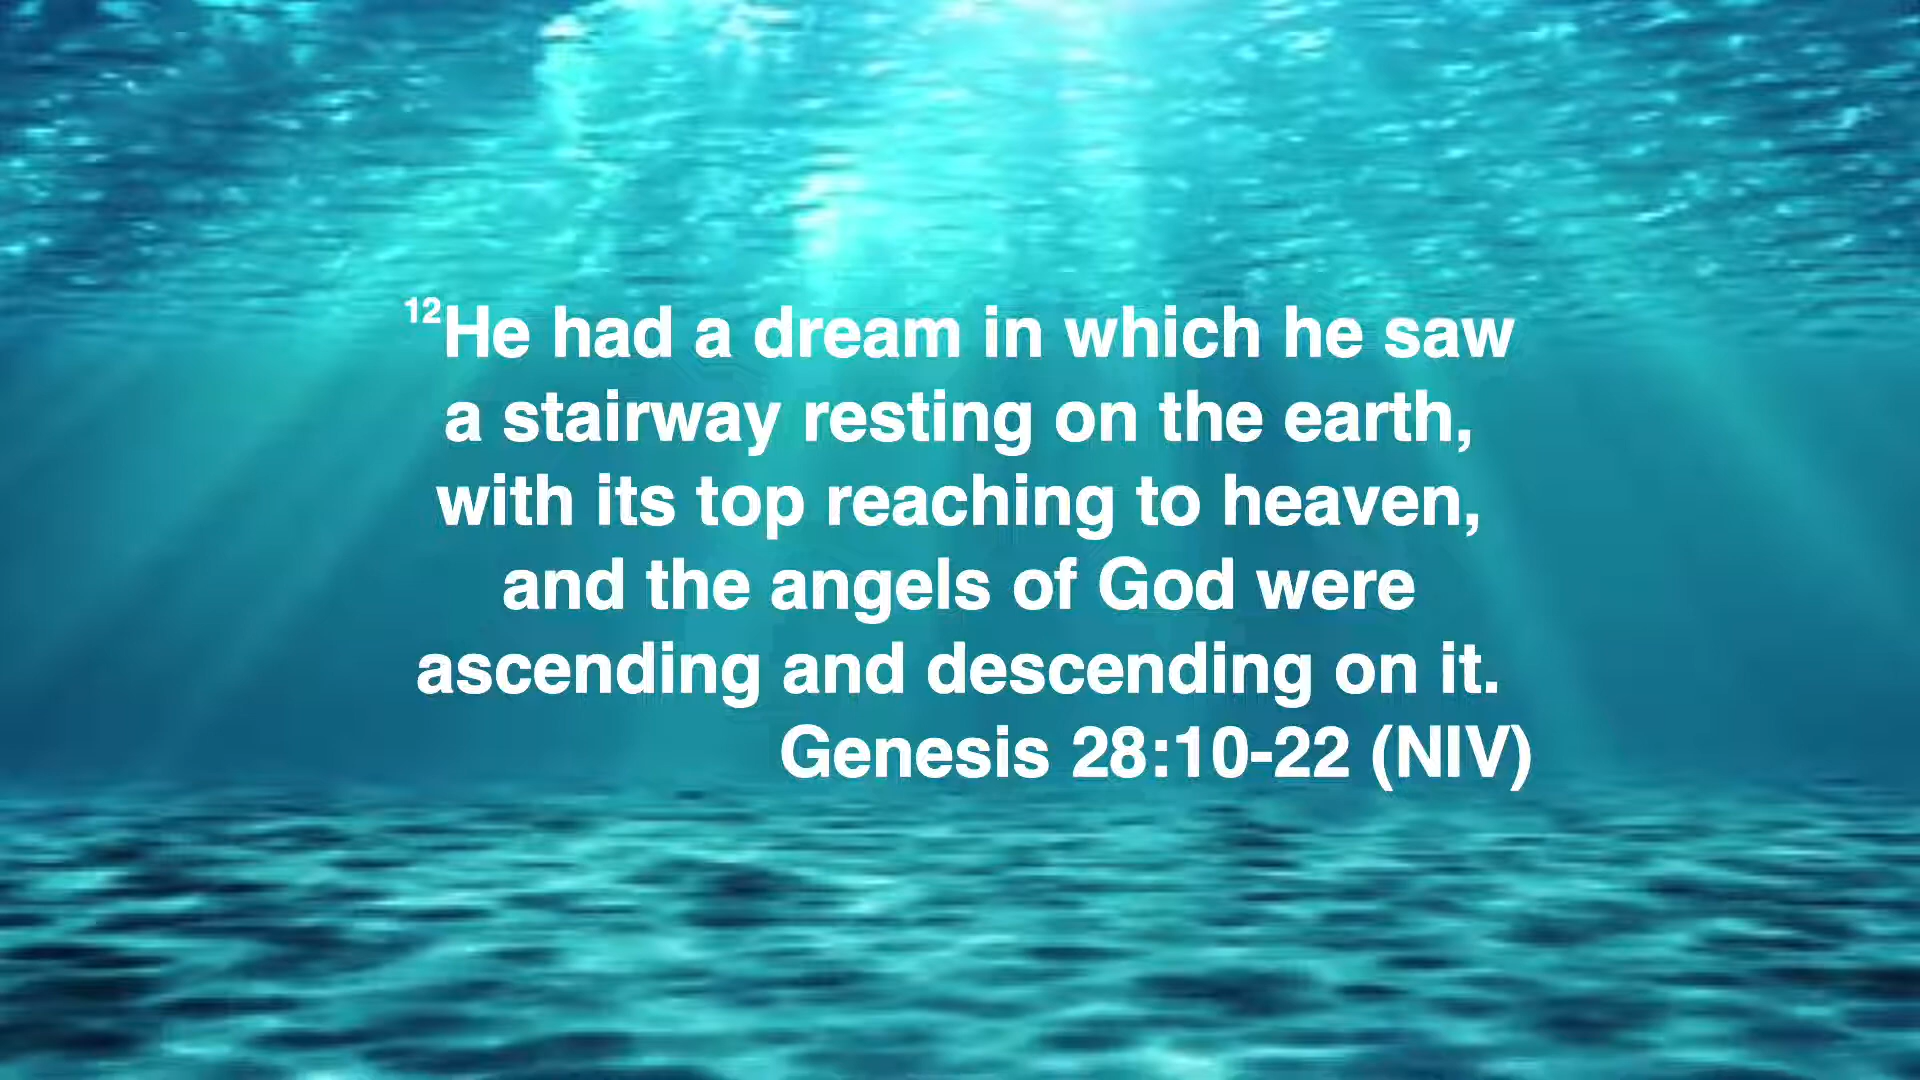 12He had a dream in which he saw
a stairway resting on the earth,
with its top reaching to heaven,
and the angels of God were
ascending and descending on it.
Genesis 28:10-22 (NIV)